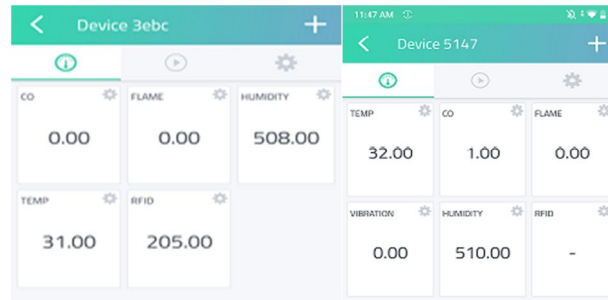 Device 3ebc
CO
FLAME
HUMIDITY
0.00
0.00
508.00
TEMP
RFID
31.00
205.00
11:47 AM
Device 5147
TEMP
CO
FLAME
32.00
1.00
0.00
VIBRATION
HUMIDITY
RFID
0.00
510.00
-